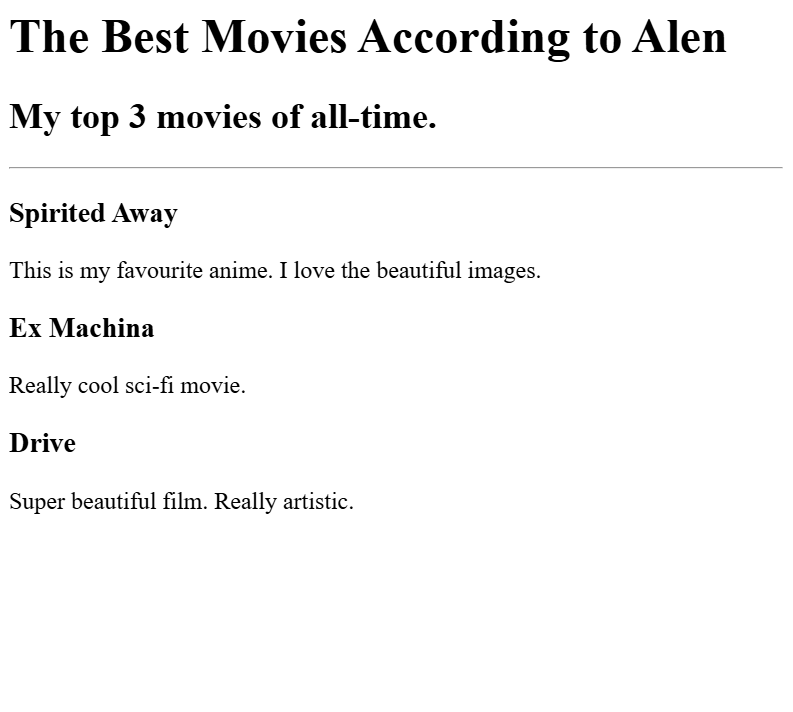 The Best Movies According to Alen
My top 3 movies of all-time.
Spirited Away
This is my favourite anime. I love the beautiful images.
Ex Machina
Really cool sci-fi movie.
Drive
Super beautiful film. Really artistic.